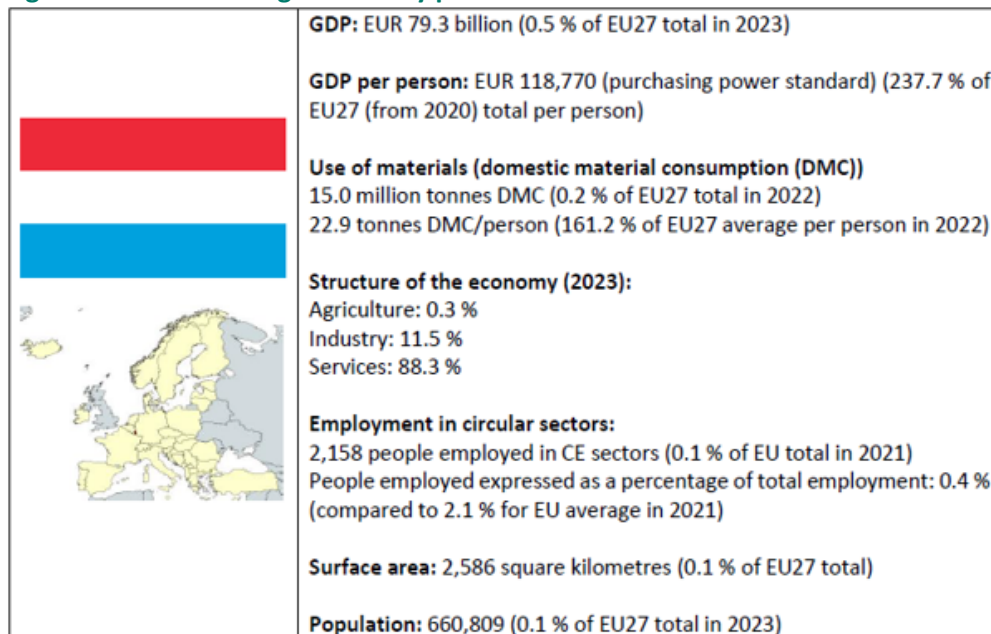 GDP: EUR 79.3 billion (0.5 % of EU27 total in 2023)
GDP per person: EUR 118,770 (purchasing power standard) (237.7 % of
EU27 (from 2020) total per person)
Use of materials (domestic material consumption (DMC))
15.0 million tonnes DMC (0.2 % of EU27 total in 2022)
22.9 tonnes DMC/person (161.2 % of EU27 average per person in 2022)
Structure of the economy (2023):
Agriculture: 0.3 %
Industry: 11.5 %
Services: 88.3 %
Employment in circular sectors:
2,158 people employed in CE sectors (0.1 % of EU total in 2021)
People employed expressed as a percentage of total employment: 0.4 %
(compared to 2.1 % for EU average in 2021)
Surface area: 2,586 square kilometres (0.1 % of EU27 total)
Population: 660,809 (0.1 % of EU27 total in 2023)